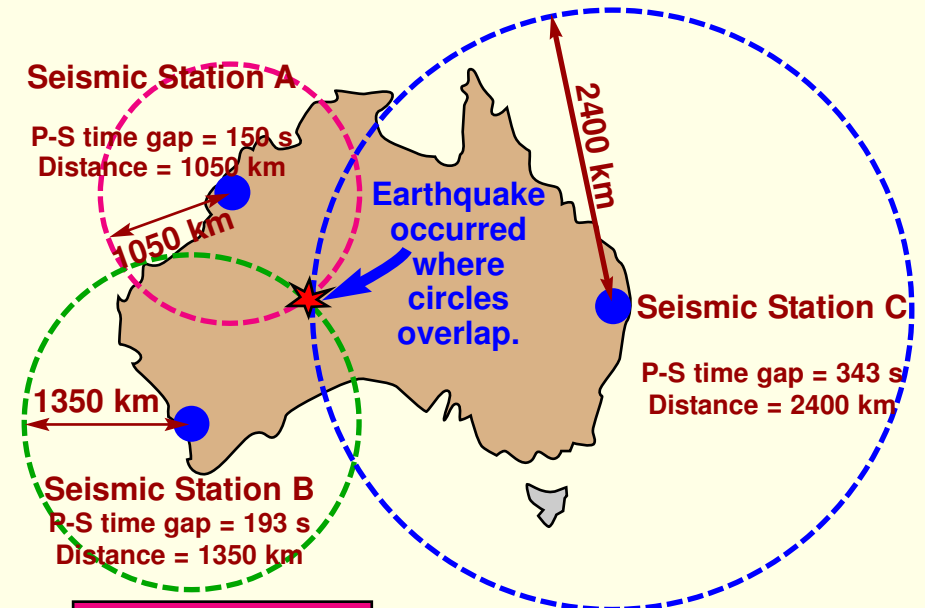 Seismic Station A
P-S time gap = 150 s
Distance = 1050 km
1050 km
2400 km
Earthquake
occurred
where
circles
overlap.
Seismic Station C
P-S time gap = 343 s
Distance = 2400 km
1350 km
Seismic Station B
P-S time gap = 193 s
Distance = 1350 km